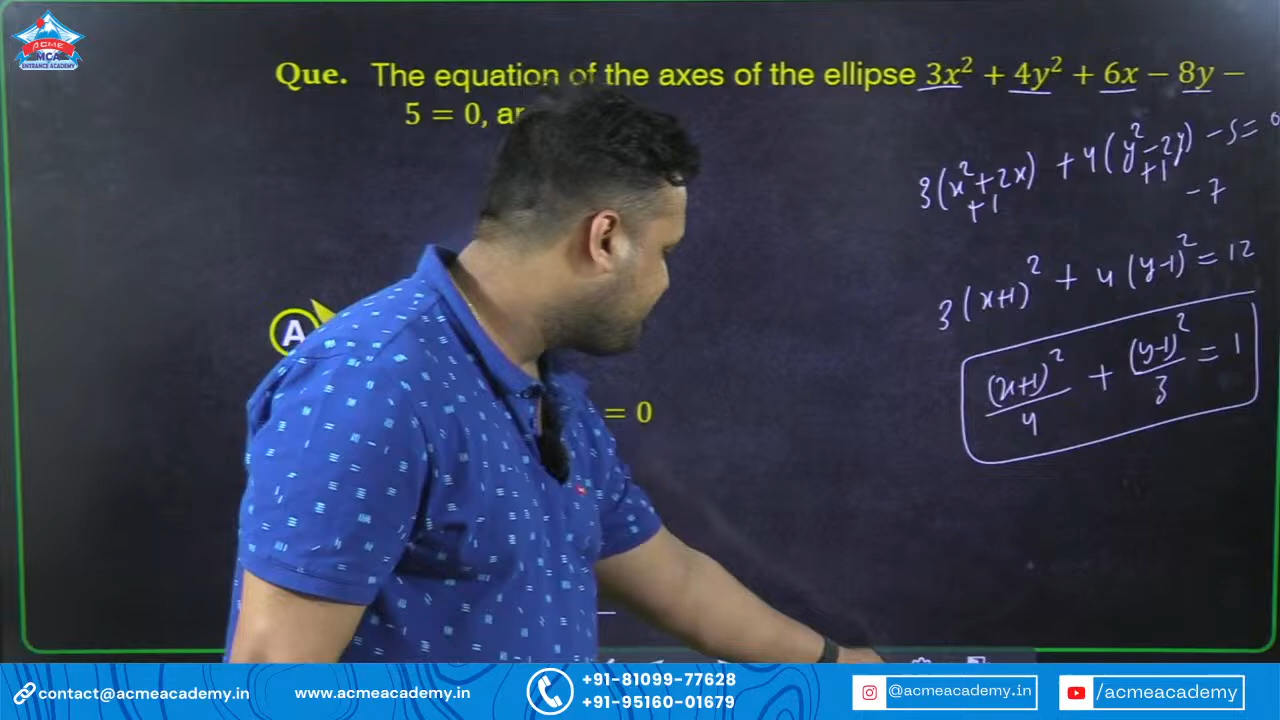 ACME
MCA
ENTRANCE ACADEMY
Que. The equation of the axes of the ellipse 3x² + 4y² + 6x − 8y −
5 = 0, ar
3(x²+2x) + 4(y²−2y) −5=0
+1 +1 −7
3(x+1)² + 4(y−1)² = 12
(x+1)²/4 + (y−1)²/3 = 1
A
= 0
contact@acmeacademy.in
www.acmeacademy.in
+91-81099-77628
+91-95160-01679
@acmeacademy.in
/acmeacademy